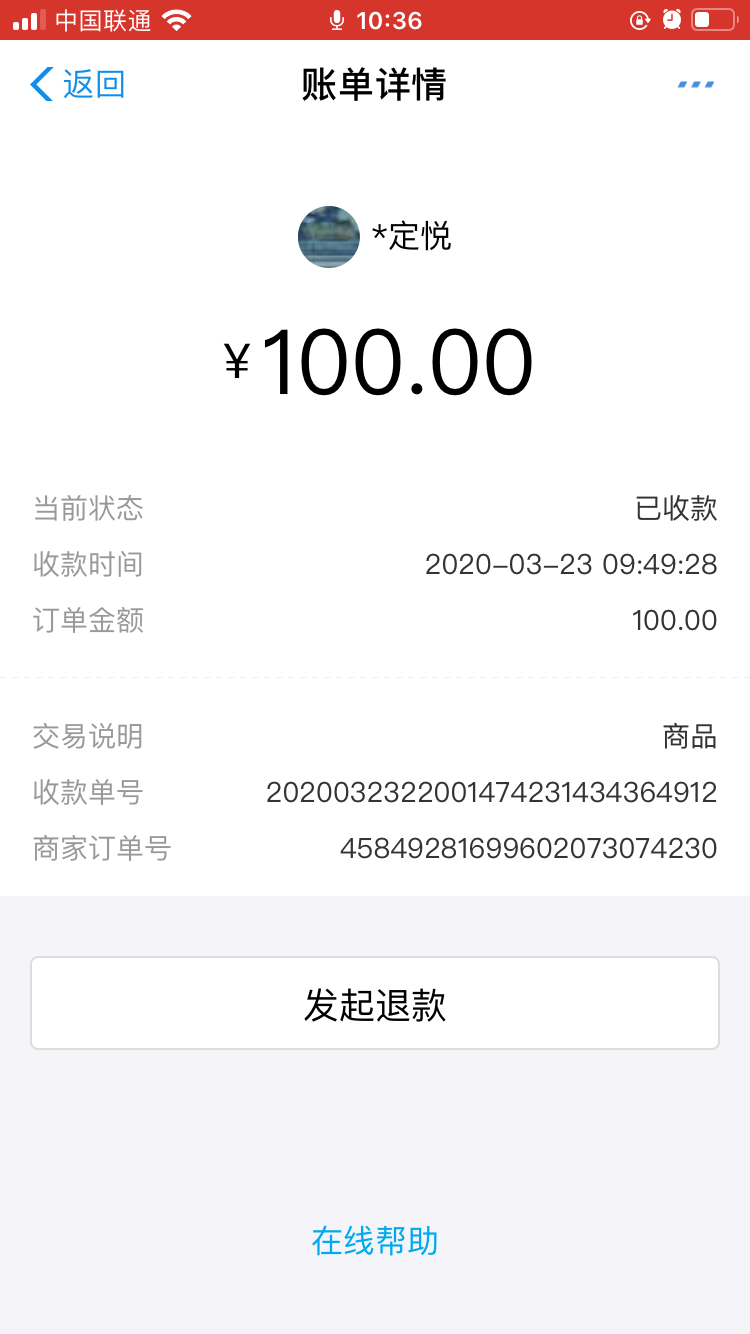 中国联通 10:36
返回 账单详情
*定悦
¥100.00
当前状态 已收款
收款时间 2020-03-23 09:49:28
订单金额 100.00
交易说明 商品
收款单号 2020032322001474231434364912
商家订单号 45849281699602073074230
发起退款
在线帮助